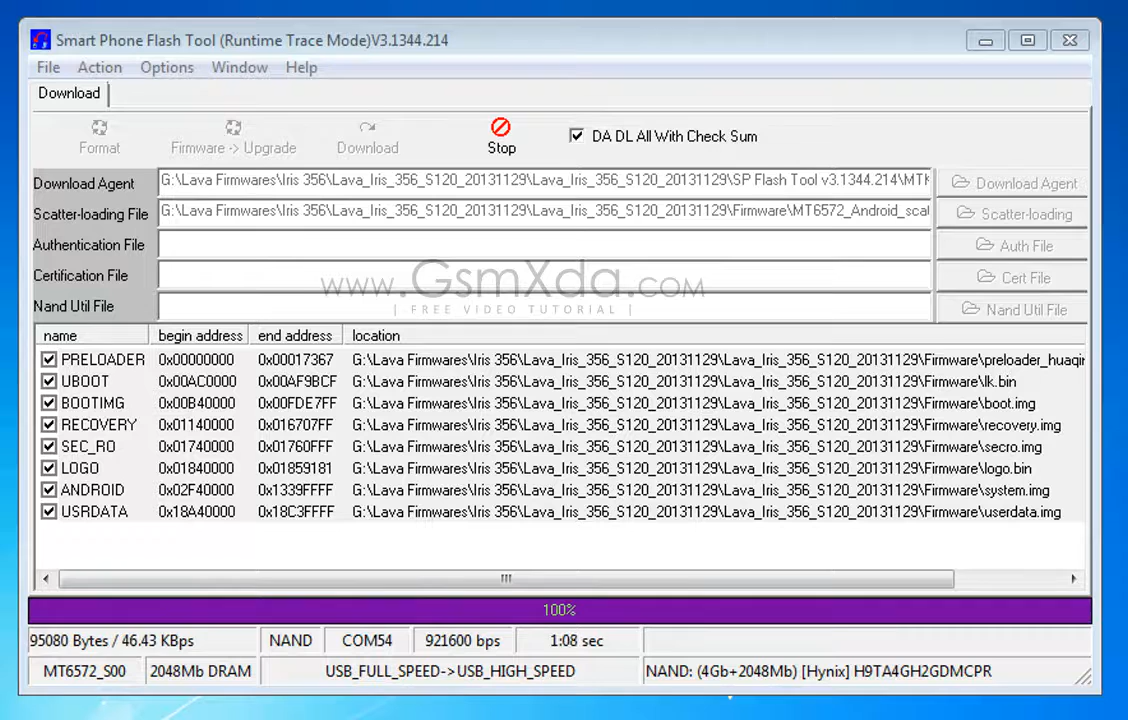 Smart Phone Flash Tool (Runtime Trace Mode)V3.1344.214
File Action Options Window Help
Download
Format Firmware -> Upgrade Download Stop DA DL All With Check Sum
Download Agent G:\Lava Firmwares\Iris 356\Lava_Iris_356_S120_20131129\Lava_Iris_356_S120_20131129\SP Flash Tool v3.1344.214\MTK Download Agent
Scatter-loading File G:\Lava Firmwares\Iris 356\Lava_Iris_356_S120_20131129\Lava_Iris_356_S120_20131129\Firmware\MT6572_Android_scat Scatter-loading
Authentication File Auth File
Certification File Cert File
www.GsmXda.com
| FREE VIDEO TUTORIAL |
Nand Util File Nand Util File
name begin address end address location
PRELOADER 0x00000000 0x00017367 G:\Lava Firmwares\Iris 356\Lava_Iris_356_S120_20131129\Lava_Iris_356_S120_20131129\Firmware\preloader_huaqin
UBOOT 0x00AC0000 0x00AF9BCF G:\Lava Firmwares\Iris 356\Lava_Iris_356_S120_20131129\Lava_Iris_356_S120_20131129\Firmware\lk.bin
BOOTIMG 0x00B40000 0x00FDE7FF G:\Lava Firmwares\Iris 356\Lava_Iris_356_S120_20131129\Lava_Iris_356_S120_20131129\Firmware\boot.img
RECOVERY 0x01140000 0x016707FF G:\Lava Firmwares\Iris 356\Lava_Iris_356_S120_20131129\Lava_Iris_356_S120_20131129\Firmware\recovery.img
SEC_RO 0x01740000 0x01760FFF G:\Lava Firmwares\Iris 356\Lava_Iris_356_S120_20131129\Lava_Iris_356_S120_20131129\Firmware\secro.img
LOGO 0x01840000 0x01859181 G:\Lava Firmwares\Iris 356\Lava_Iris_356_S120_20131129\Lava_Iris_356_S120_20131129\Firmware\logo.bin
ANDROID 0x02F40000 0x1339FFFF G:\Lava Firmwares\Iris 356\Lava_Iris_356_S120_20131129\Lava_Iris_356_S120_20131129\Firmware\system.img
USRDATA 0x18A40000 0x18C3FFFF G:\Lava Firmwares\Iris 356\Lava_Iris_356_S120_20131129\Lava_Iris_356_S120_20131129\Firmware\userdata.img
100%
95080 Bytes / 46.43 KBps NAND COM54 921600 bps 1:08 sec
MT6572_S00 2048Mb DRAM USB_FULL_SPEED->USB_HIGH_SPEED NAND: (4Gb+2048Mb) [Hynix] H9TA4GH2GDMCPR